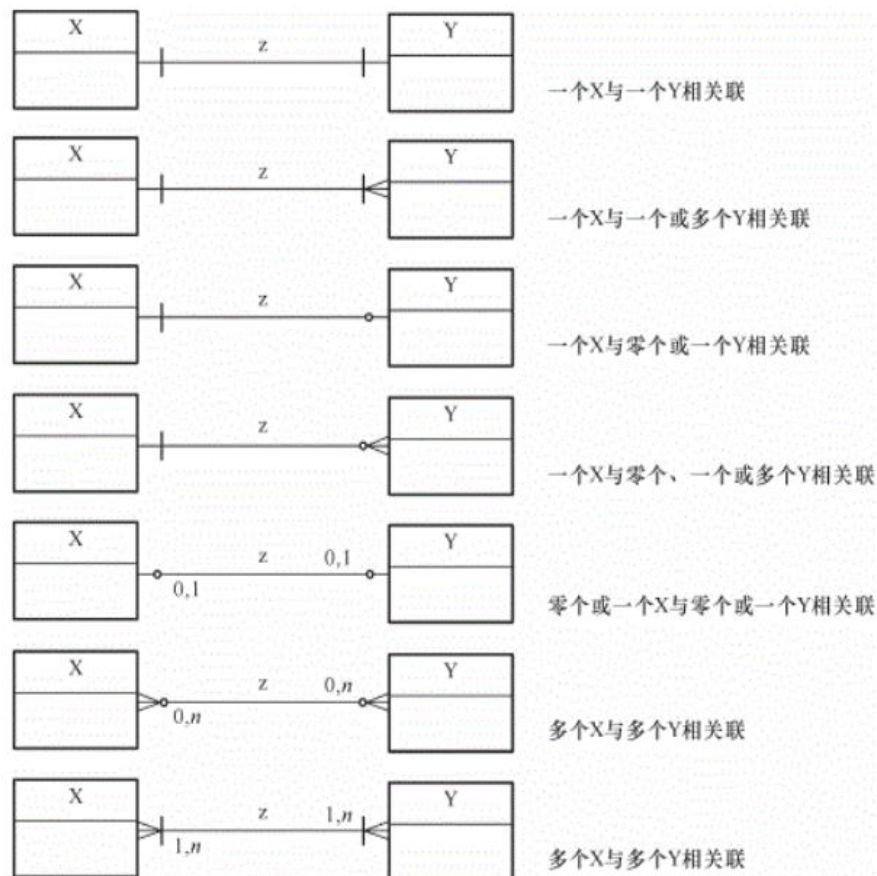 X
z
Y
一个X与一个Y相关联
X
z
Y
一个X与一个或多个Y相关联
X
z
Y
一个X与零个或一个Y相关联
X
z
Y
一个X与零个、一个或多个Y相关联
X
z
0,1
Y
0,1
零个或一个X与零个或一个Y相关联
X
z
0,n
Y
0,n
多个X与多个Y相关联
X
z
1,n
Y
1,n
多个X与多个Y相关联